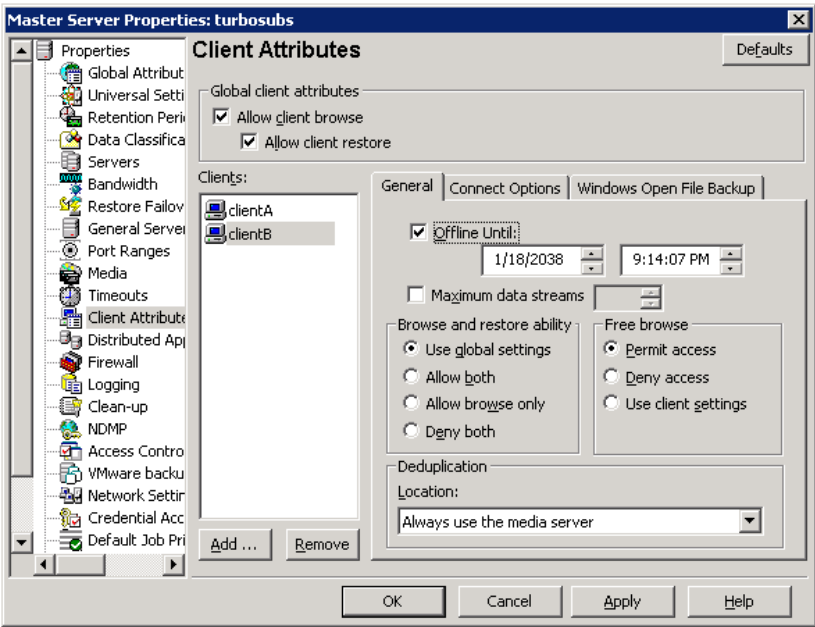 Master Server Properties: turbosubs
Properties
Global Attribut
Universal Setti
Retention Peri
Data Classifica
Servers
Bandwidth
Restore Failov
General Server
Port Ranges
Media
Timeouts
Client Attribute
Distributed App
Firewall
Logging
Clean-up
NDMP
Access Contro
VMware backu
Network Settin
Credential Acc
Default Job Pri
Client Attributes
Defaults
Global client attributes
Allow client browse
Allow client restore
Clients:
clientA
clientB
Add ...
Remove
General
Connect Options
Windows Open File Backup
Offline Until:
1/18/2038
9:14:07 PM
Maximum data streams
Browse and restore ability
Use global settings
Allow both
Allow browse only
Deny both
Free browse
Permit access
Deny access
Use client settings
Deduplication
Location:
Always use the media server
OK
Cancel
Apply
Help